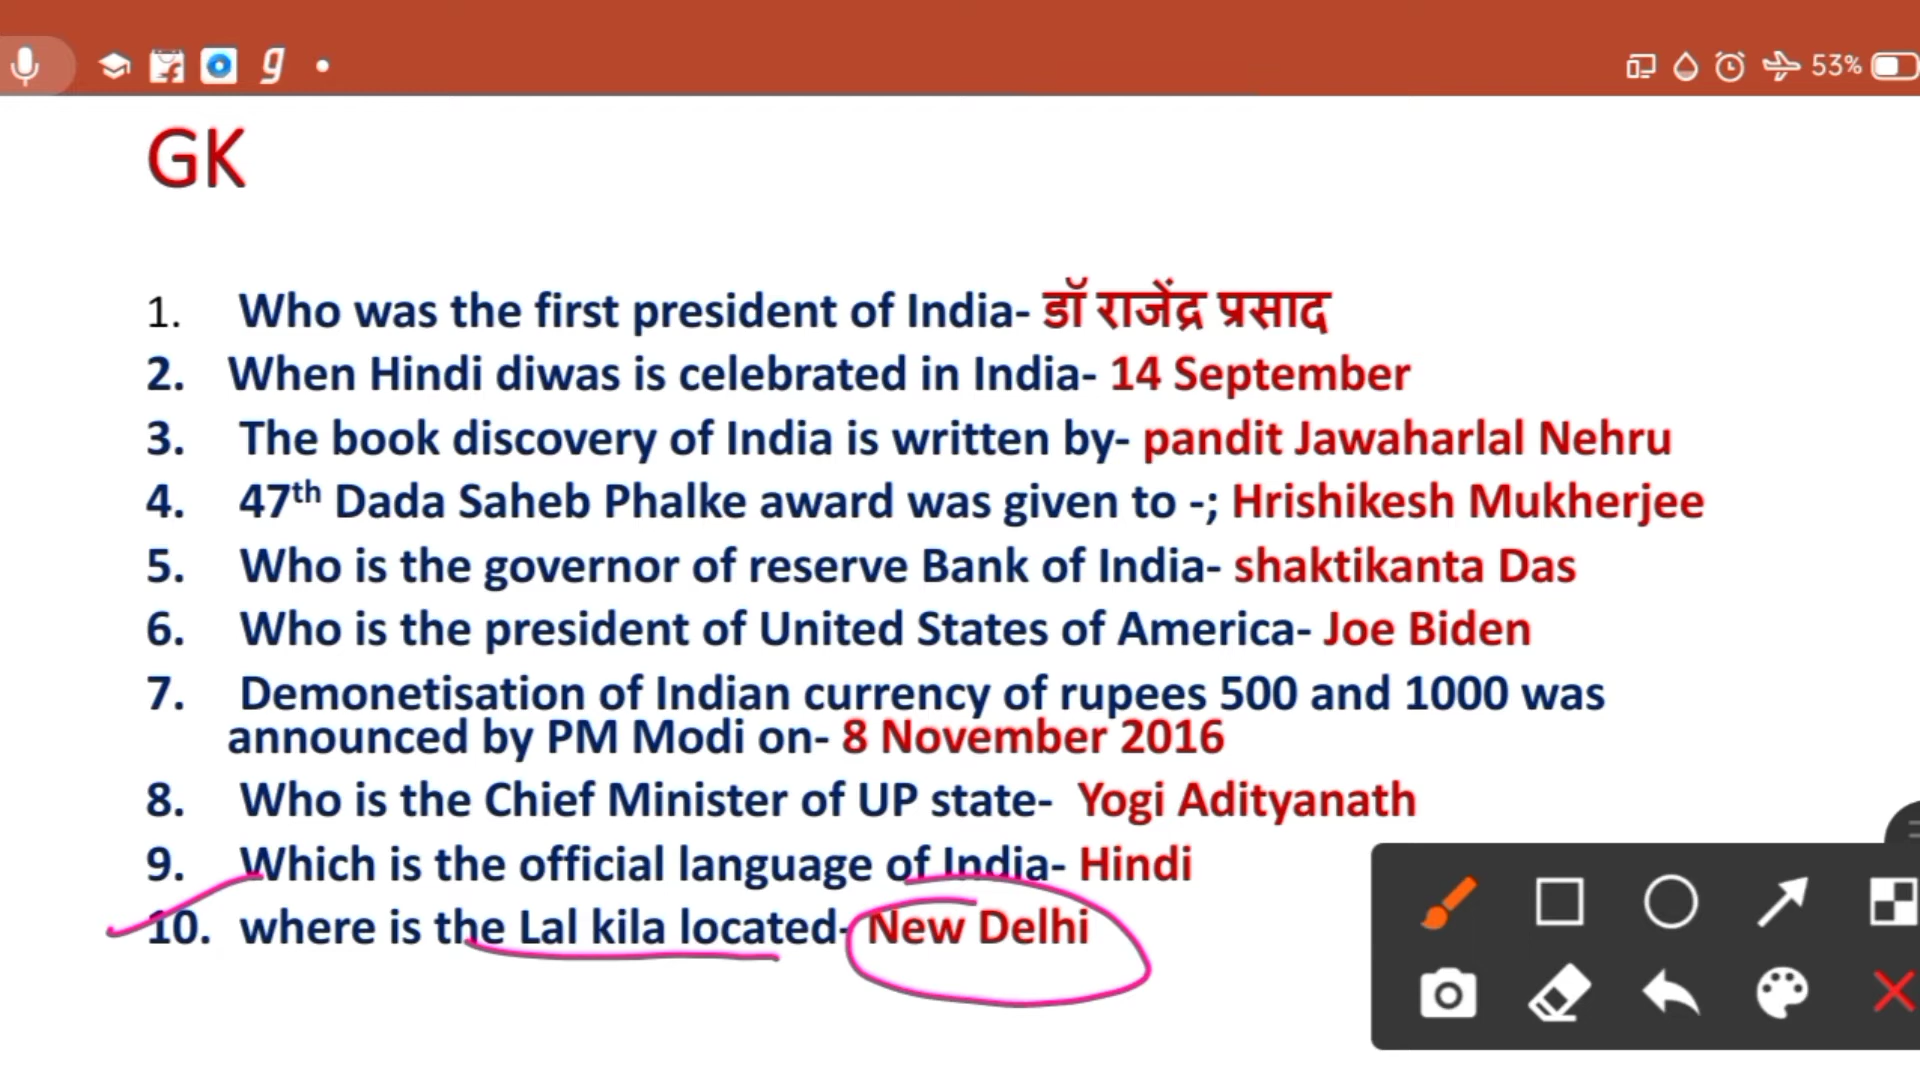 g
53%
GK
1. Who was the first president of India- डॉ राजेंद्र प्रसाद
2. When Hindi diwas is celebrated in India- 14 September
3. The book discovery of India is written by- pandit Jawaharlal Nehru
4. 47th Dada Saheb Phalke award was given to -; Hrishikesh Mukherjee
5. Who is the governor of reserve Bank of India- shaktikanta Das
6. Who is the president of United States of America- Joe Biden
7. Demonetisation of Indian currency of rupees 500 and 1000 was
announced by PM Modi on- 8 November 2016
8. Who is the Chief Minister of UP state- Yogi Adityanath
9. Which is the official language of India- Hindi
10. where is the Lal kila located- New Delhi